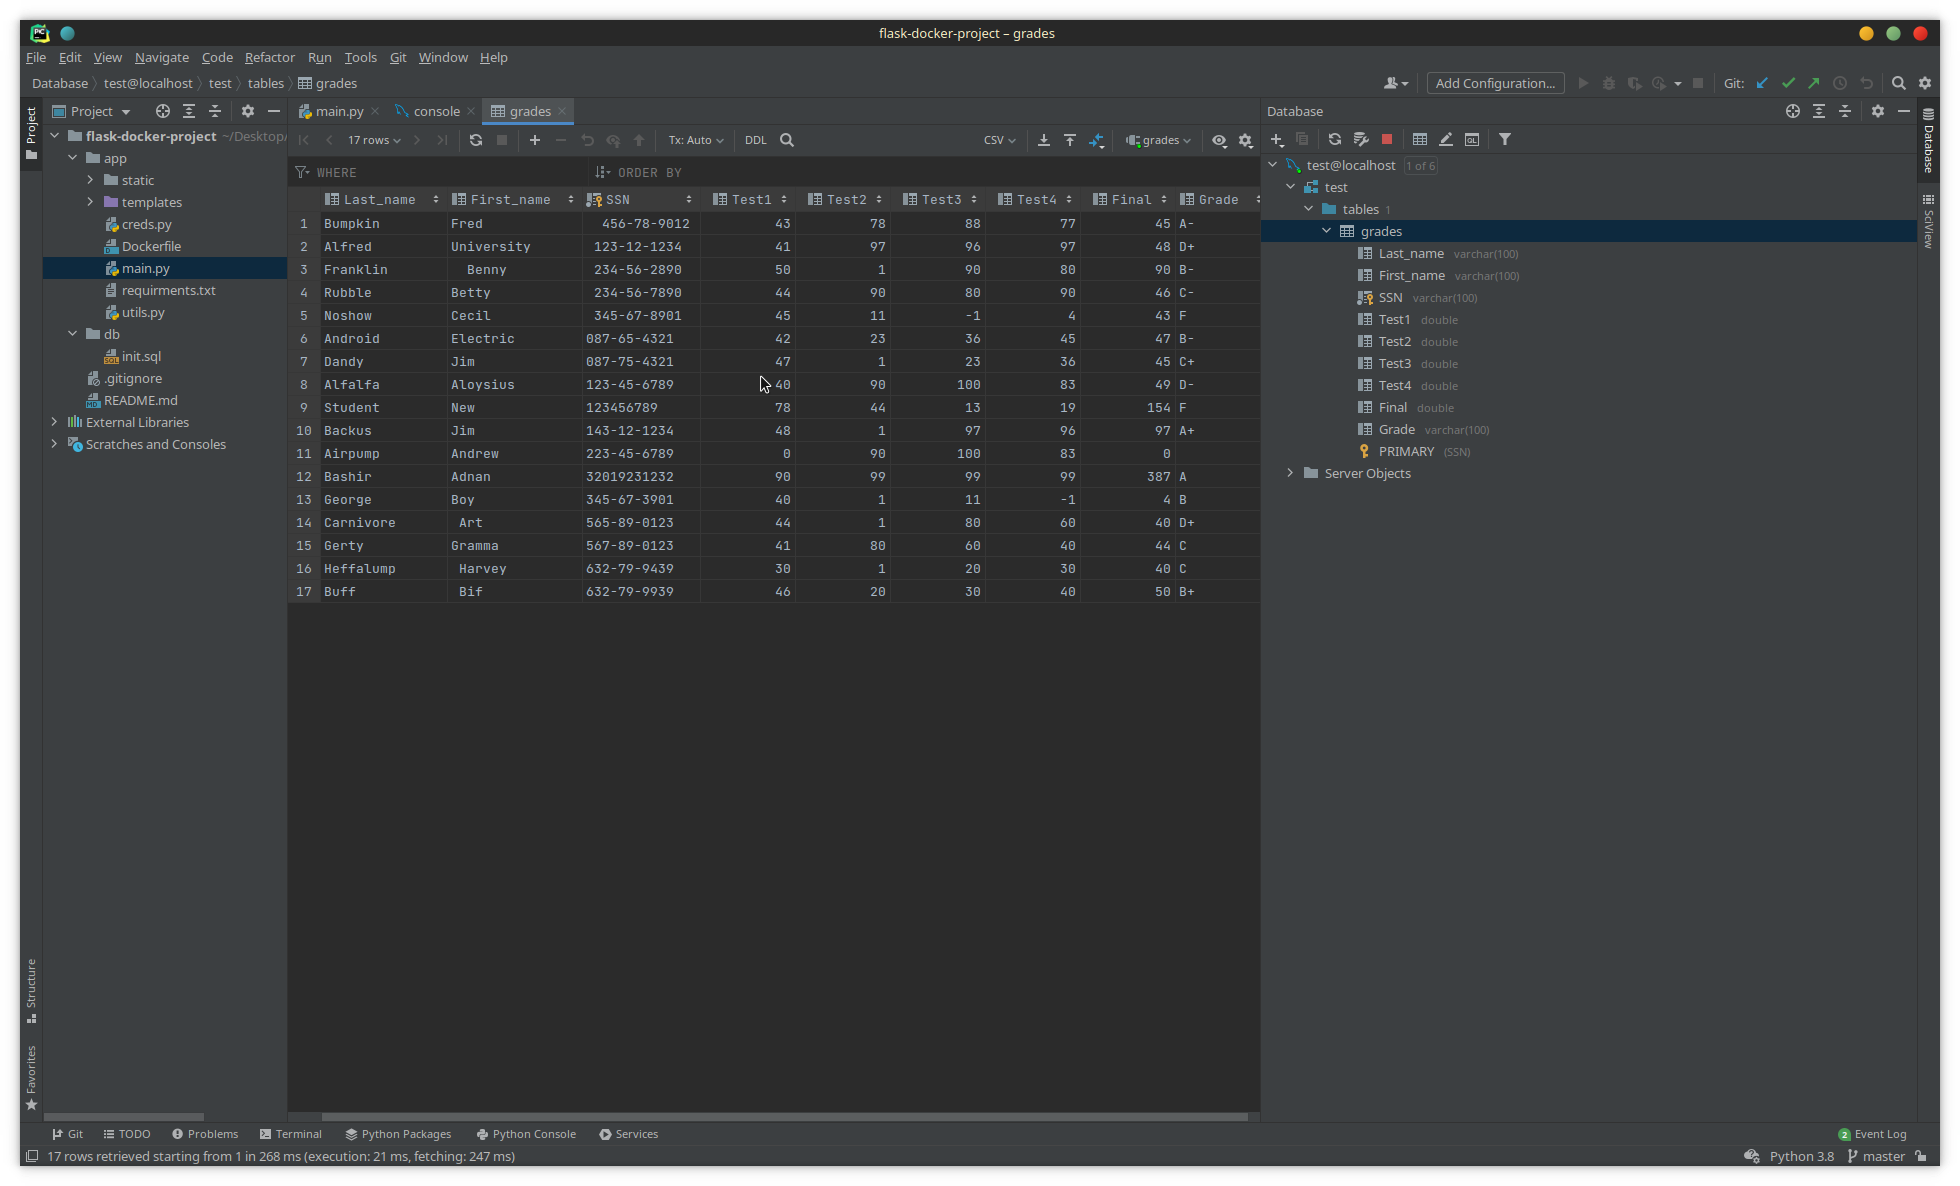 flask-docker-project – grades
File Edit View Navigate Code Refactor Run Tools Git Window Help
Database test@localhost test tables grades
Add Configuration... Git:
Project
Project
flask-docker-project ~/Desktop/
app
static
templates
creds.py
Dockerfile
main.py
requirments.txt
utils.py
db
init.sql
.gitignore
README.md
External Libraries
Scratches and Consoles
Structure
Favorites
main.py console grades
17 rows Tx: Auto DDL CSV grades
WHERE ORDER BY
Last_name First_name SSN Test1 Test2 Test3 Test4 Final Grade
1 Bumpkin Fred 456-78-9012 43 78 88 77 45 A-
2 Alfred University 123-12-1234 41 97 96 97 48 D+
3 Franklin Benny 234-56-2890 50 1 90 80 90 B-
4 Rubble Betty 234-56-7890 44 90 80 90 46 C-
5 Noshow Cecil 345-67-8901 45 11 -1 4 43 F
6 Android Electric 087-65-4321 42 23 36 45 47 B-
7 Dandy Jim 087-75-4321 47 1 23 36 45 C+
8 Alfalfa Aloysius 123-45-6789 40 90 100 83 49 D-
9 Student New 123456789 78 44 13 19 154 F
10 Backus Jim 143-12-1234 48 1 97 96 97 A+
11 Airpump Andrew 223-45-6789 0 90 100 83 0
12 Bashir Adnan 32019231232 90 99 99 99 387 A
13 George Boy 345-67-3901 40 1 11 -1 4 B
14 Carnivore Art 565-89-0123 44 1 80 60 40 D+
15 Gerty Gramma 567-89-0123 41 80 60 40 44 C
16 Heffalump Harvey 632-79-9439 30 1 20 30 40 C
17 Buff Bif 632-79-9939 46 20 30 40 50 B+
Database
test@localhost 1 of 6
test
tables 1
grades
Last_name varchar(100)
First_name varchar(100)
SSN varchar(100)
Test1 double
Test2 double
Test3 double
Test4 double
Final double
Grade varchar(100)
PRIMARY (SSN)
Server Objects
Database
SciView
Git TODO Problems Terminal Python Packages Python Console Services 2 Event Log
17 rows retrieved starting from 1 in 268 ms (execution: 21 ms, fetching: 247 ms) Python 3.8 master